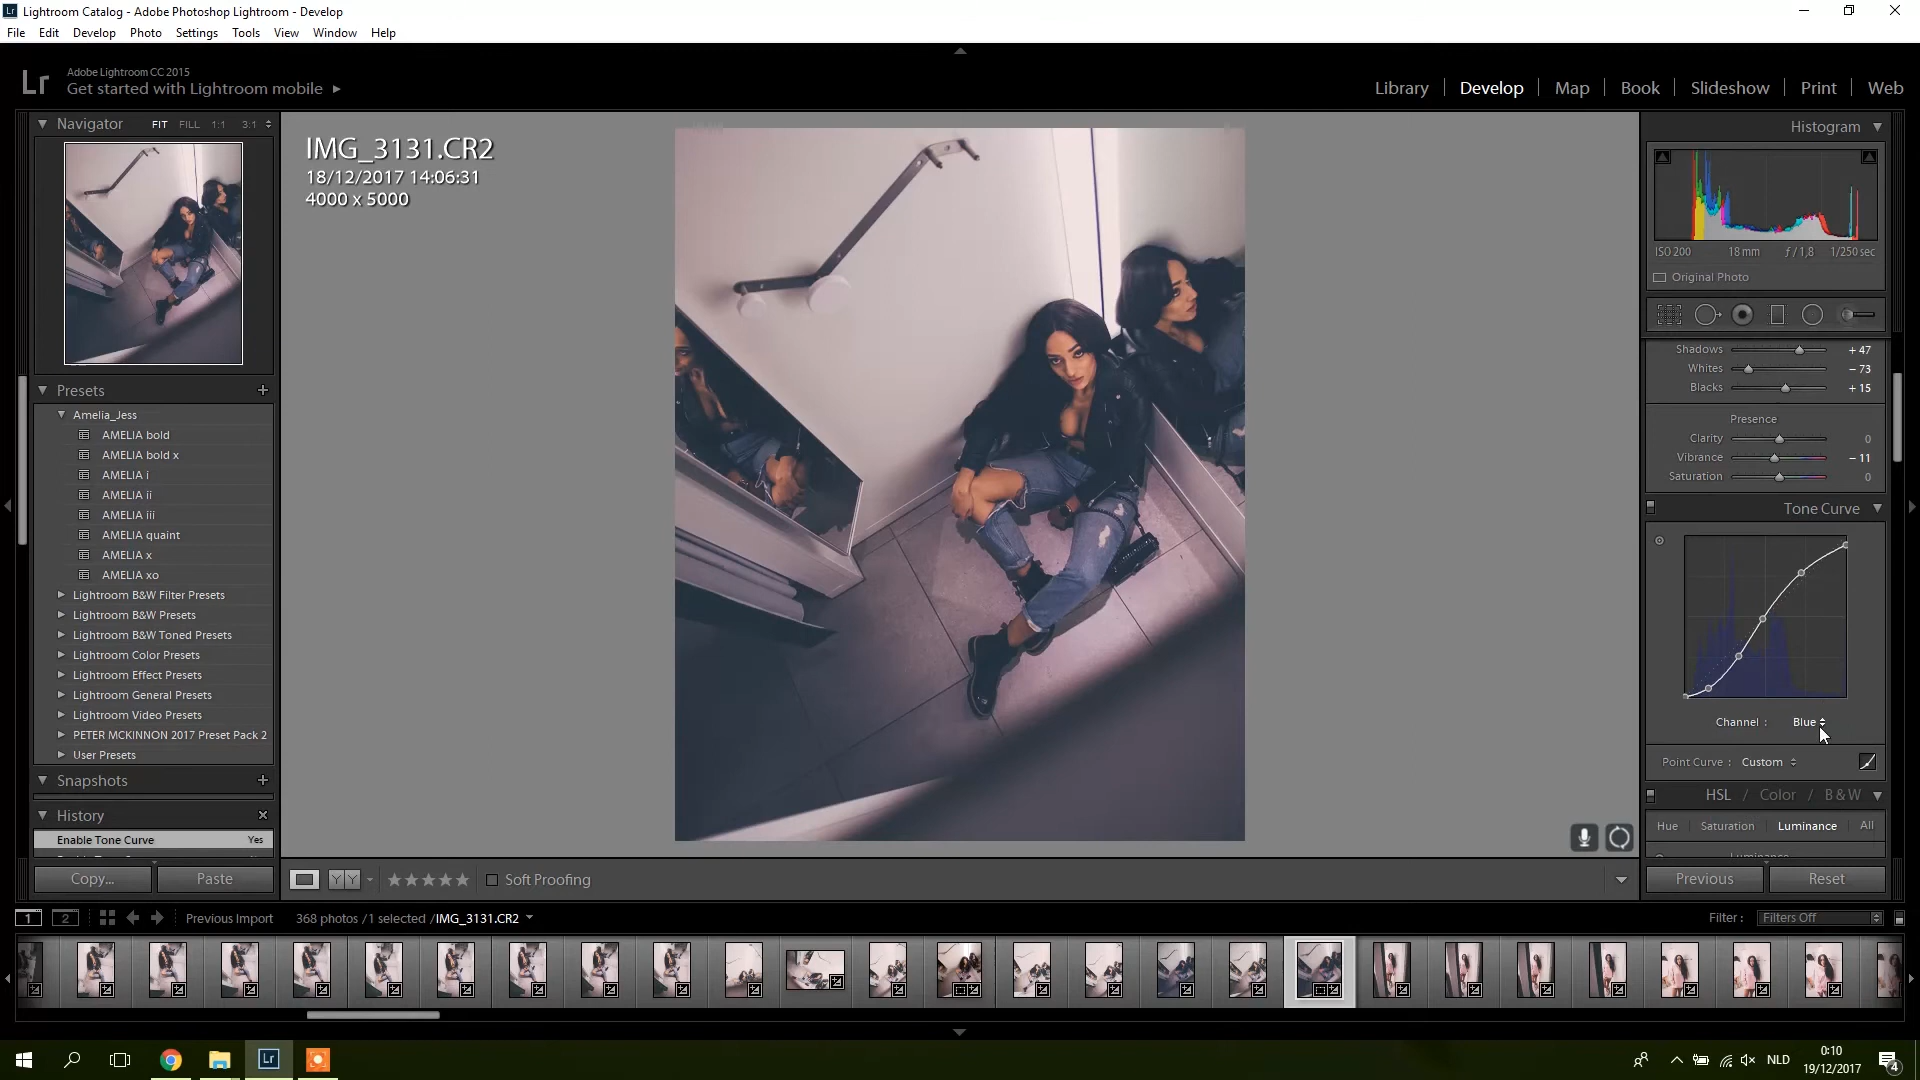 Lightroom Catalog - Adobe Photoshop Lightroom - Develop
File Edit Develop Photo Settings Tools View Window Help
Lr Adobe Lightroom CC 2015
Get started with Lightroom mobile
Library Develop Map Book Slideshow Print Web
Navigator FIT FILL 1:1 3:1
IMG_3131.CR2
18/12/2017 14:06:31
4000 x 5000
Presets
Amelia_Jess
AMELIA bold
AMELIA bold x
AMELIA i
AMELIA ii
AMELIA iii
AMELIA quaint
AMELIA x
AMELIA xo
Lightroom B&W Filter Presets
Lightroom B&W Presets
Lightroom B&W Toned Presets
Lightroom Color Presets
Lightroom Effect Presets
Lightroom General Presets
Lightroom Video Presets
PETER MCKINNON 2017 Preset Pack 2
User Presets
Snapshots
History
Enable Tone Curve Yes
Copy... Paste
Histogram
ISO 200 18 mm ƒ / 1,8 1/250 sec
Original Photo
Shadows + 47
Whites − 73
Blacks + 15
Presence
Clarity 0
Vibrance − 11
Saturation 0
Tone Curve
Channel : Blue
Point Curve : Custom
HSL / Color / B & W
Hue Saturation Luminance All
Luminance
Previous Reset
YY Soft Proofing
1 2 Previous Import 368 photos / 1 selected / IMG_3131.CR2
Filter : Filters Off
Lr NLD 0:10
19/12/2017 4